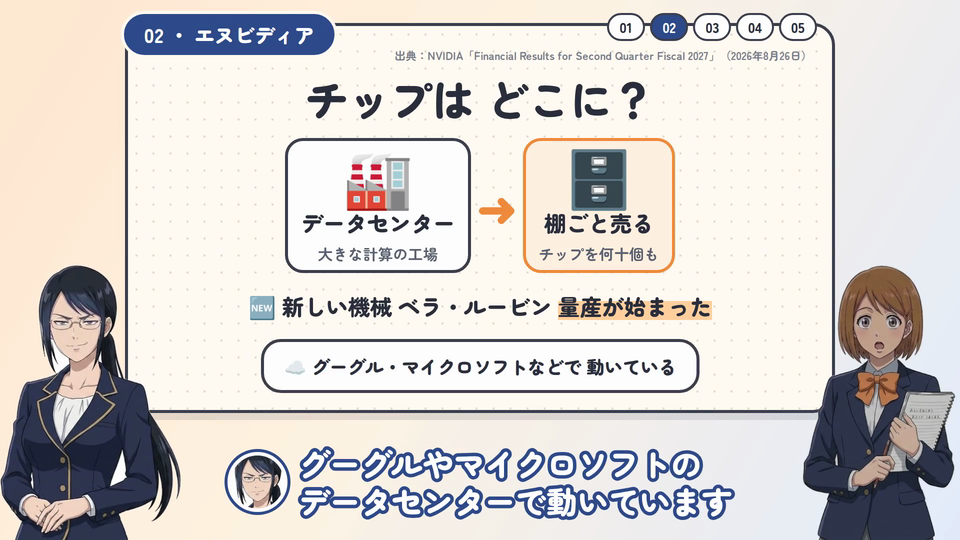 02 ・ エヌビディア
01 02 03 04 05
出典：NVIDIA「Financial Results for Second Quarter Fiscal 2027」（2026年8月26日）
チップは どこに？
データセンター
大きな計算の工場
棚ごと売る
チップを何十個も
NEW 新しい機械 ベラ・ルービン 量産が始まった
グーグル・マイクロソフトなどで 動いている
グーグルやマイクロソフトの
データセンターで動いています